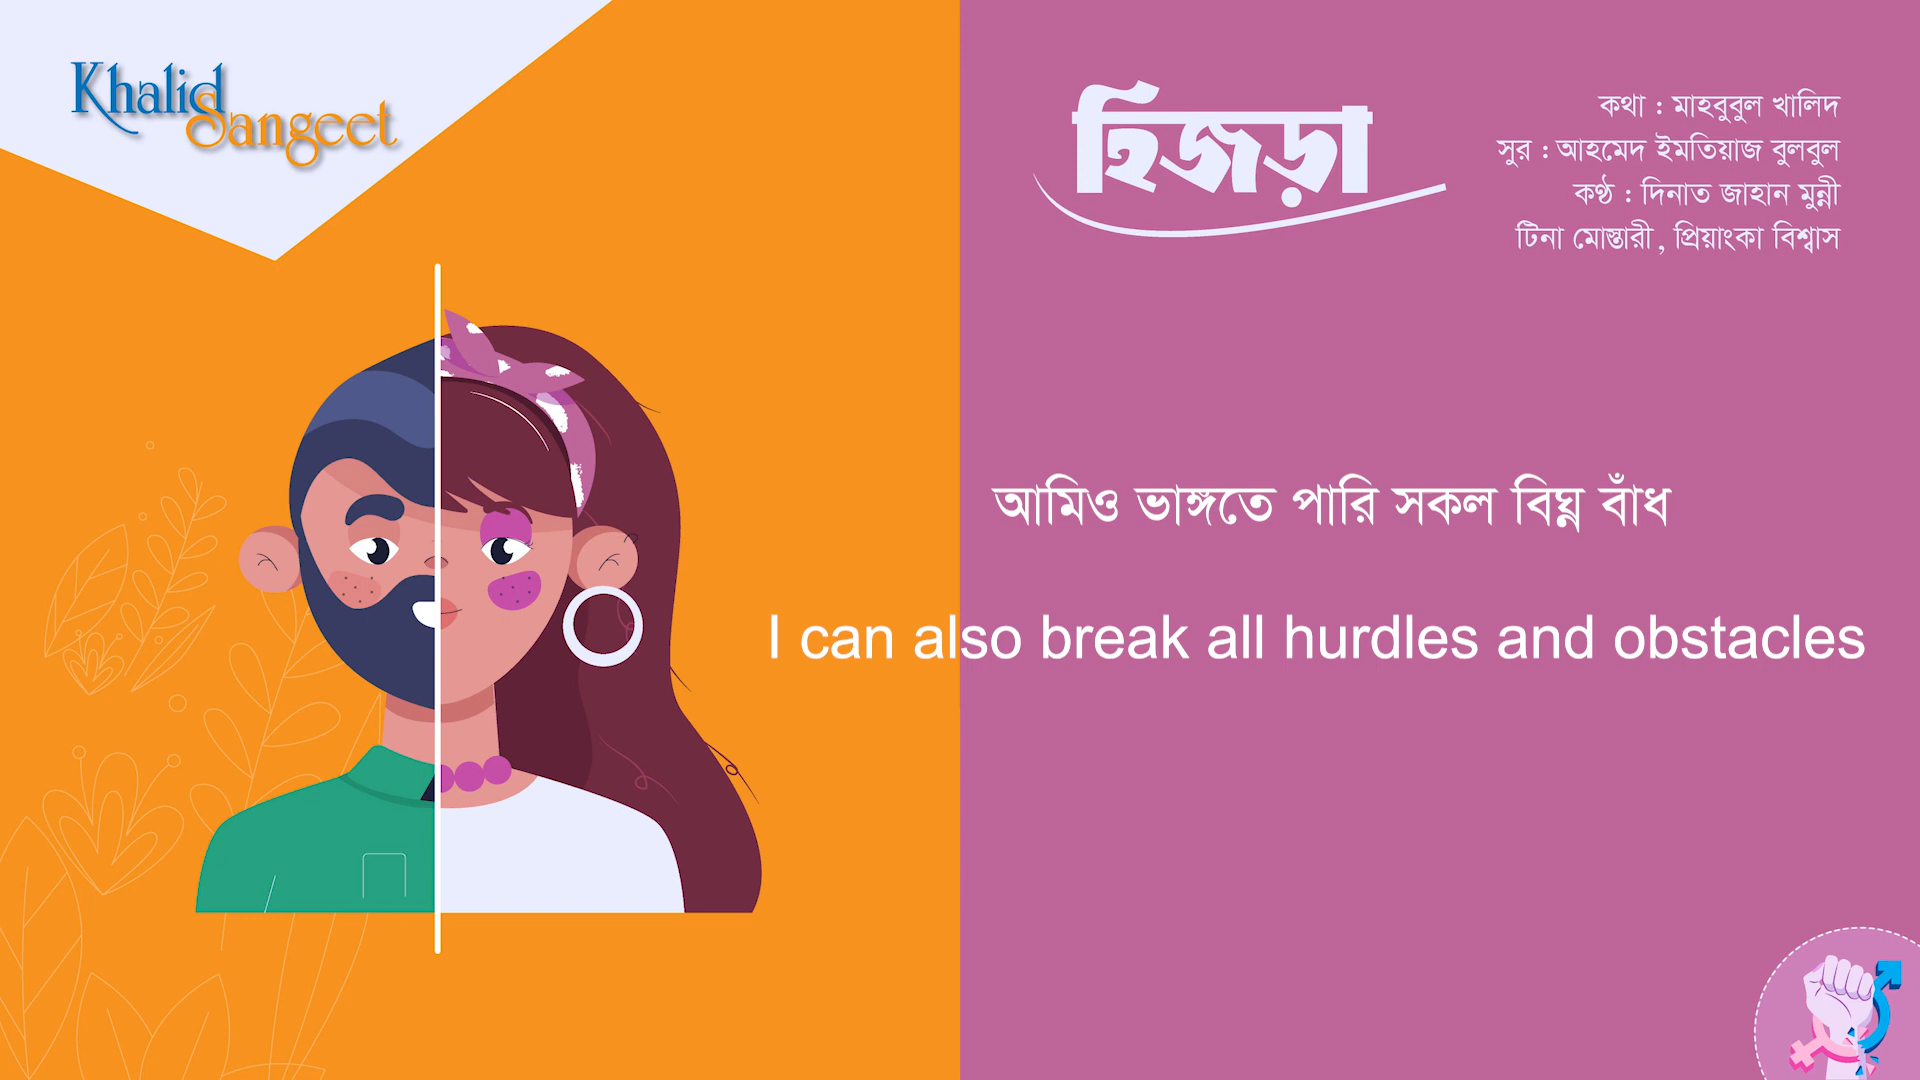 Khalid
Sangeet
হিজড়া
কথা : মাহবুবুল খালিদ
সুর : আহমেদ ইমতিয়াজ বুলবুল
কণ্ঠ : দিনাত জাহান মুন্নী
টিনা মোস্তারী, প্রিয়াংকা বিশ্বাস
আমিও ভাঙ্গতে পারি সকল বিঘ্ন বাঁধ
I can also break all hurdles and obstacles